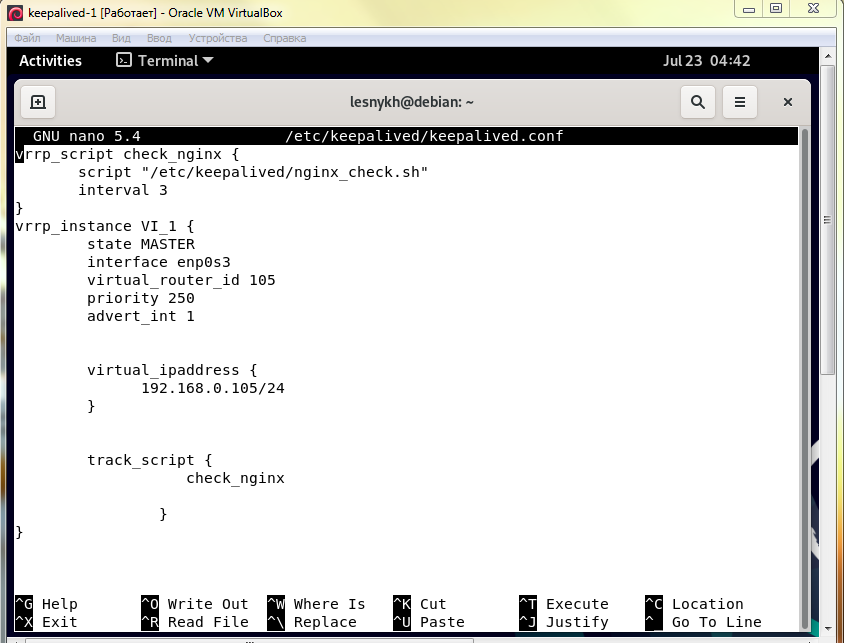 keepalived-1 [Работает] - Oracle VM VirtualBox
Файл Машина Вид Ввод Устройства Справка
Activities Terminal Jul 23 04:42
lesnykh@debian: ~
GNU nano 5.4 /etc/keepalived/keepalived.conf
vrrp_script check_nginx {
script "/etc/keepalived/nginx_check.sh"
interval 3
}
vrrp_instance VI_1 {
state MASTER
interface enp0s3
virtual_router_id 105
priority 250
advert_int 1
virtual_ipaddress {
192.168.0.105/24
}
track_script {
check_nginx
}
}
^G Help ^O Write Out ^W Where Is ^K Cut ^T Execute ^C Location
^X Exit ^R Read File ^\ Replace ^U Paste ^J Justify ^_ Go To Line